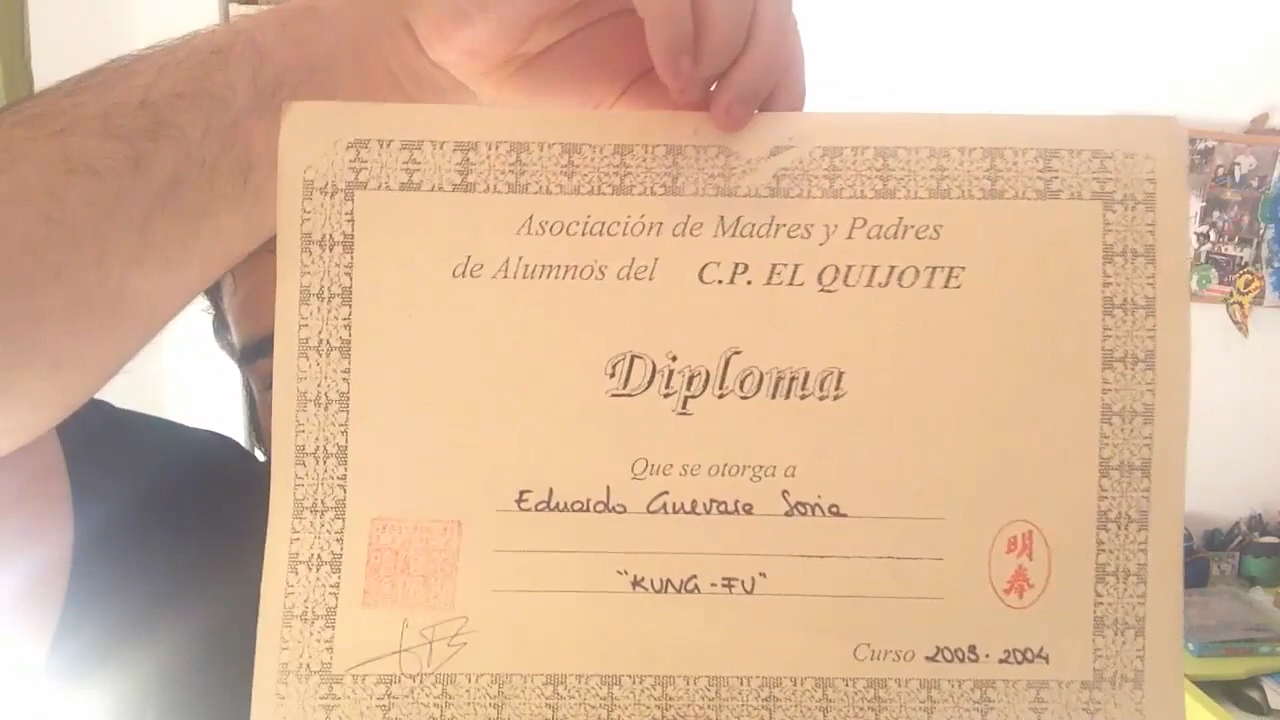 Asociación de Madres y Padres
de Alumnos del C.P. EL QUIJOTE
Diploma
Que se otorga a
Eduardo Guevara Soria
"KUNG-FU"
明
拳
Curso 2003-2004